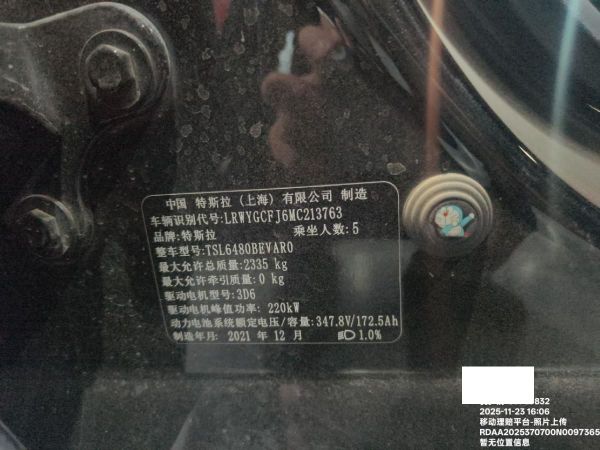 中国 特斯拉（上海）有限公司 制造
车辆识别代号:LRWYGCFJ6MC213763
品牌:特斯拉 乘坐人数:5
整车型号:TSL6480BEVAR0
最大允许总质量:2335 kg
最大允许牵引质量:0 kg
驱动电机型号:3D6
驱动电机峰值功率: 220kW
动力电池系统额定电压/容量:347.8V/172.5Ah
制造年月: 2021 年 12 月 1.0%
832
2025-11-23 16:06
移动理赔平台-照片上传
RDAA2025370700N0097365
暂无位置信息